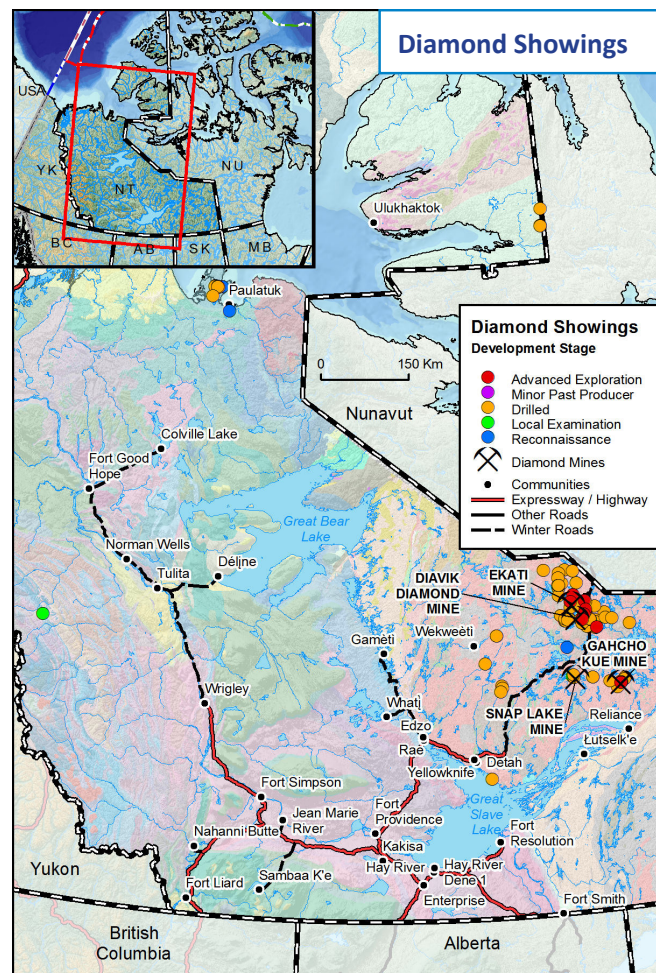 Diamond Showings
USA
YK
NT
NU
BC
AB
SK
MB
Ulukhaktok
Paulatuk
0
150 Km
Nunavut
Diamond Showings
Development Stage
Advanced Exploration
Minor Past Producer
Drilled
Local Examination
Reconnaissance
Diamond Mines
Communities
Expressway / Highway
Other Roads
Winter Roads
Colville Lake
Fort Good
Hope
Great Bear
Lake
Norman Wells
Tulita
Délįne
DIAVIK
DIAMOND
MINE
EKATI
MINE
Gamètì
Wekweètì
GAHCHO
KUE MINE
Wrigley
Whatì
Edzo
Rae
SNAP LAKE
MINE
Reliance
Łutselk'e
Yellowknife
Detah
Fort Simpson
Jean Marie
River
Nahanni Butte
Fort
Providence
Great
Slave
Lake
Fort
Resolution
Kakisa
Hay River
Hay River
Dene 1
Yukon
Fort Liard
Sambaa K'e
Enterprise
Fort Smith
British
Columbia
Alberta